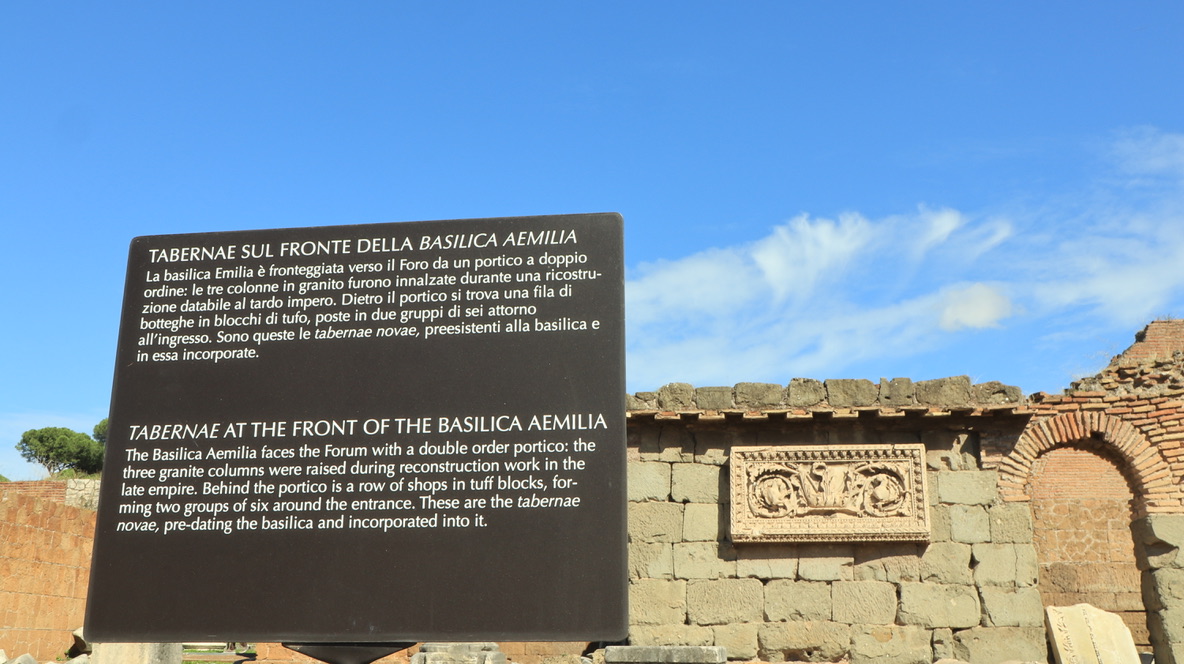 TABERNAE SUL FRONTE DELLA BASILICA AEMILIA
La basilica Emilia è fronteggiata verso il Foro da un portico a doppio
ordine: le tre colonne in granito furono innalzate durante una ricostru-
zione databile al tardo impero. Dietro il portico si trova una fila di
botteghe in blocchi di tufo, poste in due gruppi di sei attorno
all'ingresso. Sono queste le tabernae novae, preesistenti alla basilica e
in essa incorporate.
TABERNAE AT THE FRONT OF THE BASILICA AEMILIA
The Basilica Aemilia faces the Forum with a double order portico: the
three granite columns were raised during reconstruction work in the
late empire. Behind the portico is a row of shops in tuff blocks, for-
ming two groups of six around the entrance. These are the tabernae
novae, pre-dating the basilica and incorporated into it.